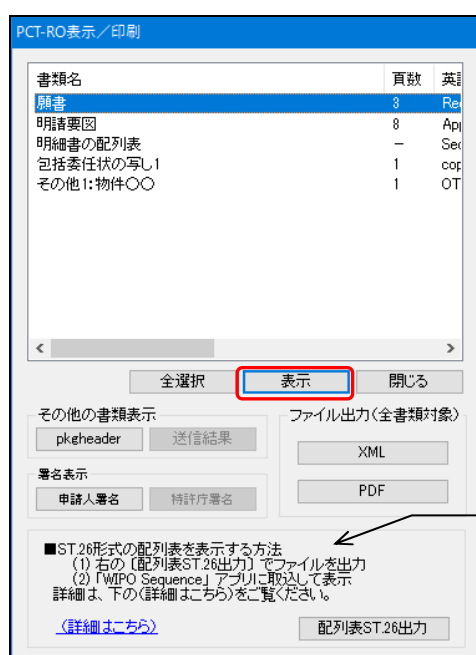 PCT-RO表示／印刷
書類名 頁数 英
願書 3 Re
明請要図 8 Ap
明細書の配列表 － Se
包括委任状の写し1 1 cop
その他1:物件〇〇 1 OT
全選択 表示 閉じる
その他の書類表示
pkgheader 送信結果
署名表示
申請人署名 特許庁署名
ファイル出力(全書類対象)
XML
PDF
■ST.26形式の配列表を表示する方法
(1) 右の〔配列表ST.26出力〕でファイルを出力
(2)「WIPO Sequence」アプリに取込して表示
詳細は、下の(詳細はこちら)をご覧ください。
(詳細はこちら)
配列表ST.26出力